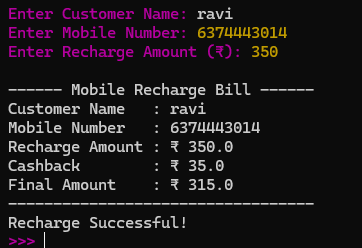 Enter Customer Name: ravi
Enter Mobile Number: 6374443014
Enter Recharge Amount (₹): 350

------ Mobile Recharge Bill ------
Customer Name   : ravi
Mobile Number   : 6374443014
Recharge Amount : ₹ 350.0
Cashback        : ₹ 35.0
Final Amount    : ₹ 315.0
----------------------------------
Recharge Successful!
>>>